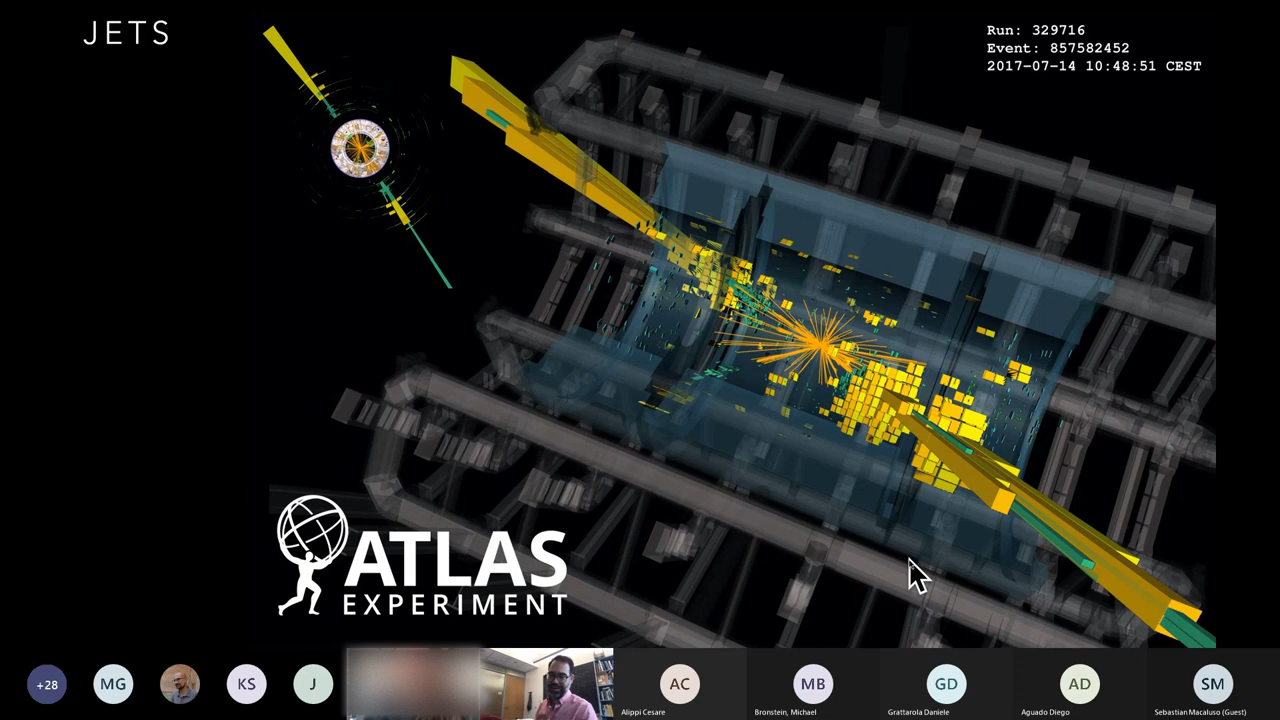 JETS
Run: 329716
Event: 857582452
2017-07-14 10:48:51 CEST
ATLAS
EXPERIMENT
+28
MG
KS
J
AC
MB
GD
AD
SM
Alippi Cesare
Bronstein, Michael
Grattarola Daniele
Aguado Diego
Sebastian Macaluso (Guest)